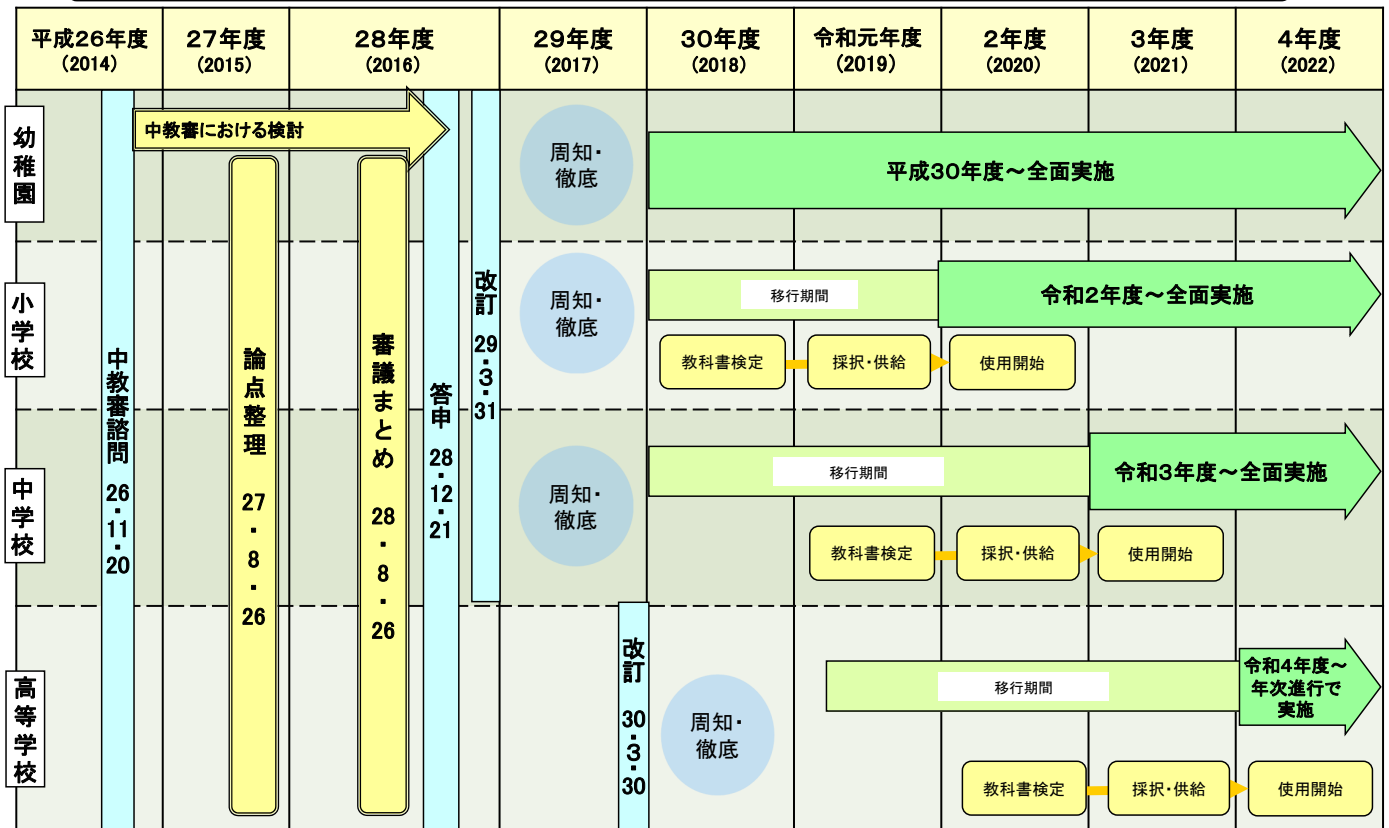 平成26年度
(2014)
27年度
(2015)
28年度
(2016)
29年度
(2017)
30年度
(2018)
令和元年度
(2019)
2年度
(2020)
3年度
(2021)
4年度
(2022)
中教審諮問 26・11・20
中教審における検討
論点整理 27・8・26
審議まとめ 28・8・26
答申 28・12・21
改訂 29・3・31
幼稚園
周知・
徹底
平成30年度～全面実施
小学校
周知・
徹底
移行期間
令和2年度～全面実施
教科書検定
採択・供給
使用開始
中学校
周知・
徹底
移行期間
令和3年度～全面実施
教科書検定
採択・供給
使用開始
高等学校
改訂 30・3・30
周知・
徹底
移行期間
令和4年度～
年次進行で
実施
教科書検定
採択・供給
使用開始